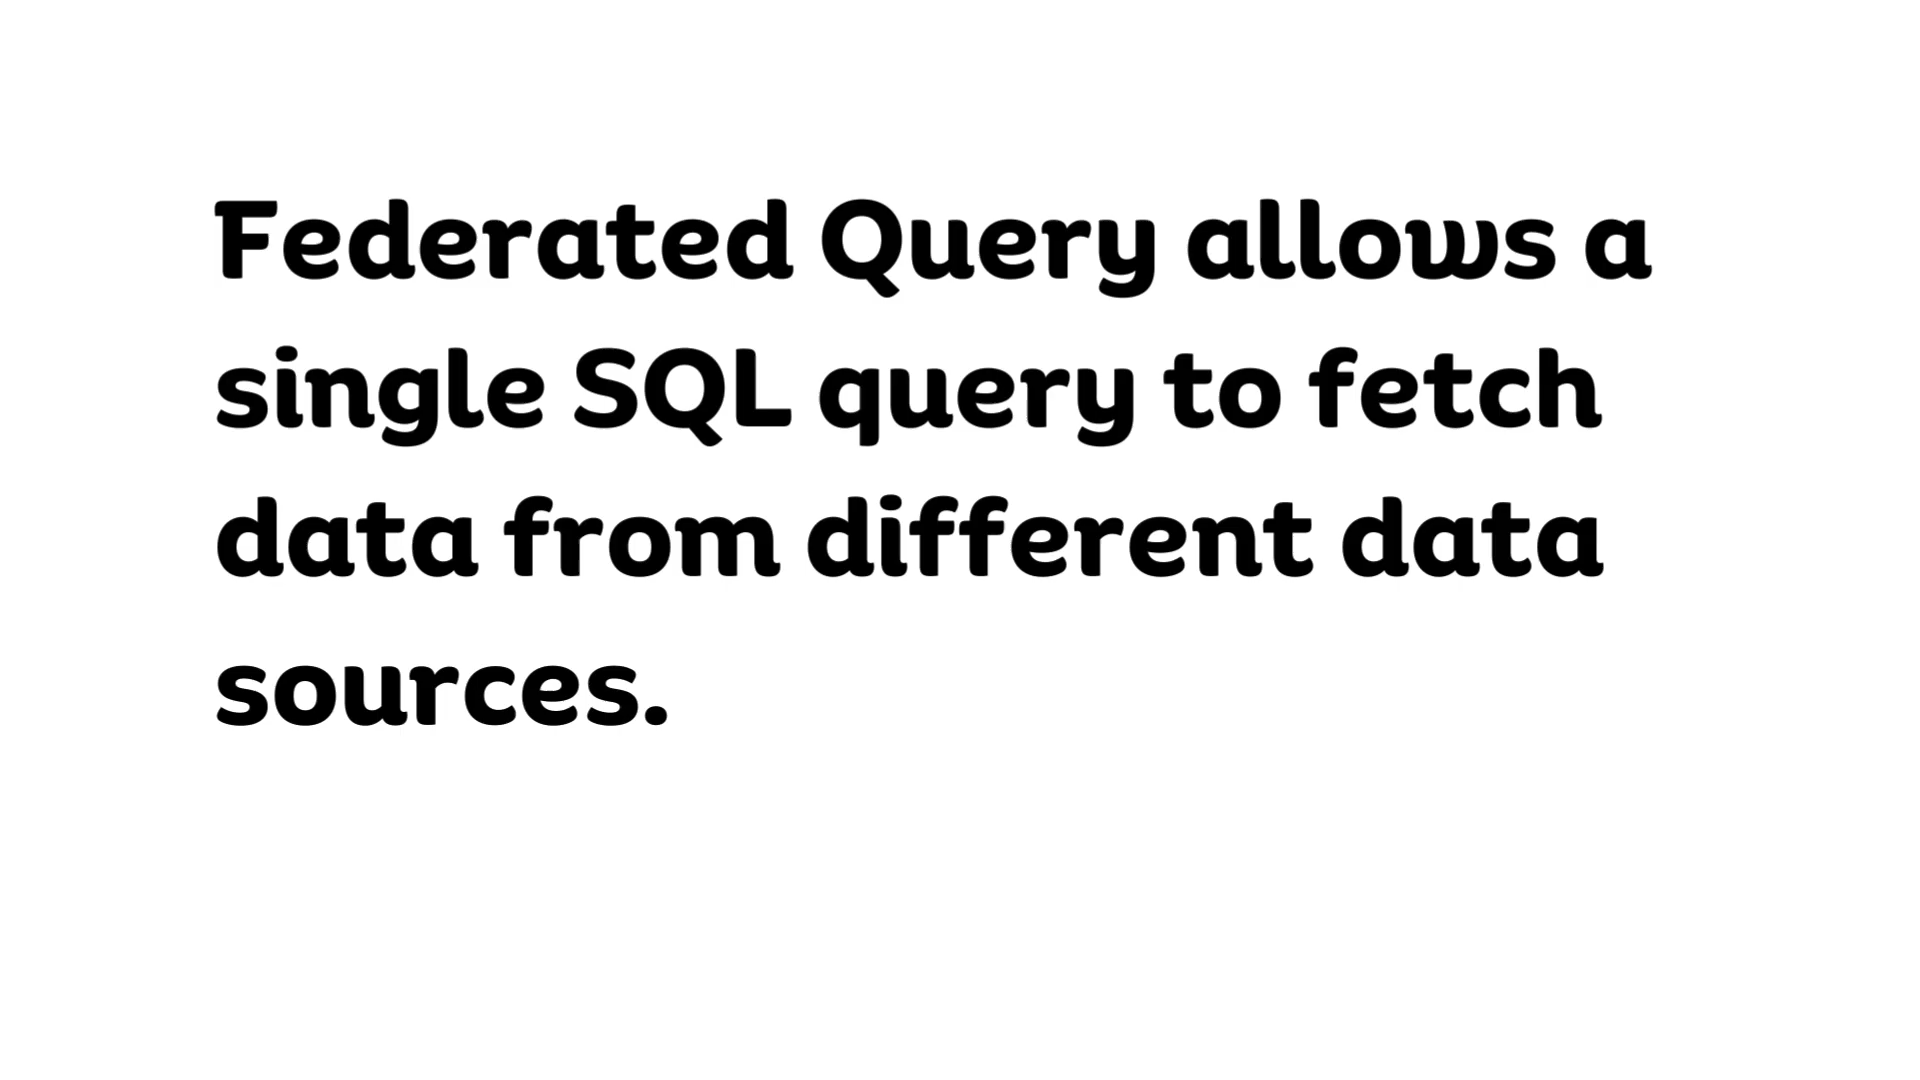 Federated Query allows a
single SQL query to fetch
data from different data
sources.